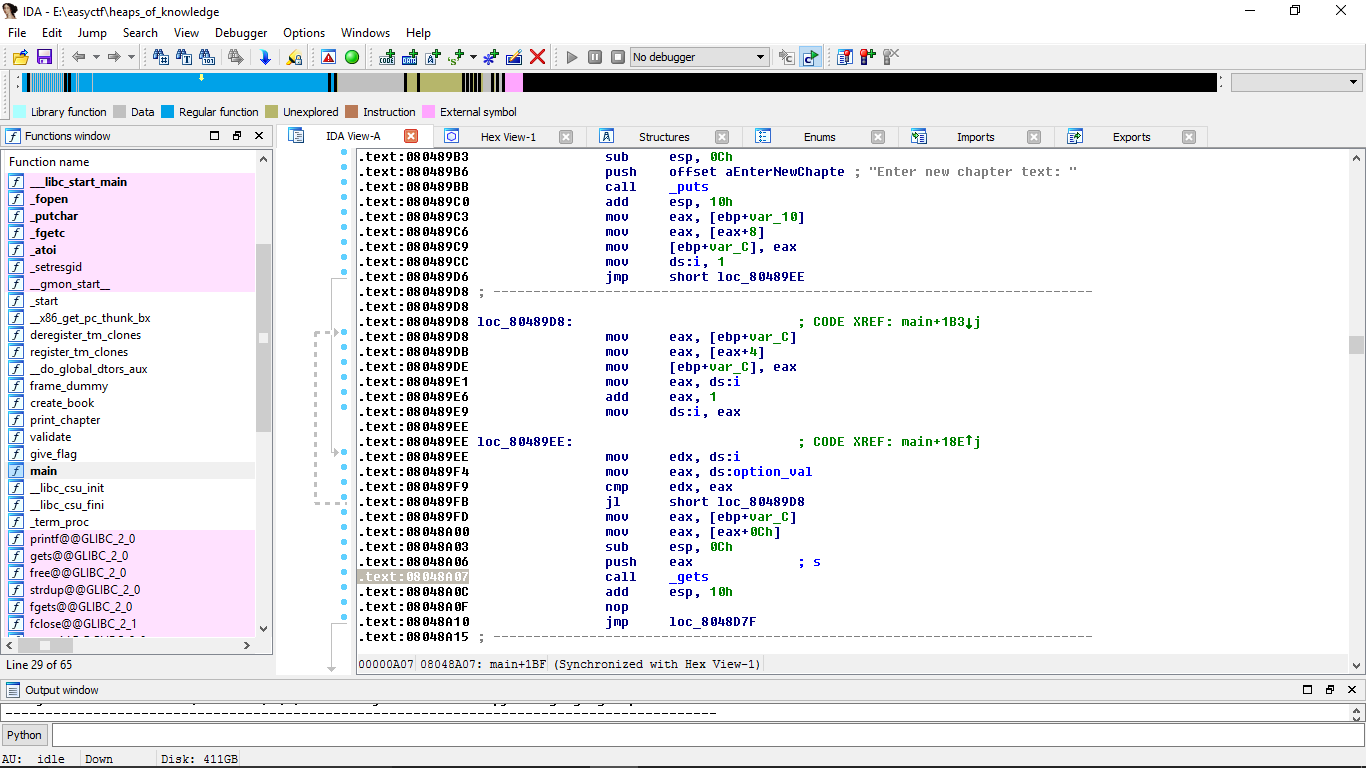 IDA - E:\easyctf\heaps_of_knowledge
File Edit Jump Search View Debugger Options Windows Help
No debugger
Library function Data Regular function Unexplored Instruction External symbol
Functions window
IDA View-A Hex View-1 Structures Enums Imports Exports
Function name
__libc_start_main
_fopen
_putchar
_fgetc
_atoi
_setresgid
__gmon_start__
_start
__x86_get_pc_thunk_bx
deregister_tm_clones
register_tm_clones
__do_global_dtors_aux
frame_dummy
create_book
print_chapter
validate
give_flag
main
__libc_csu_init
__libc_csu_fini
_term_proc
printf@@GLIBC_2_0
gets@@GLIBC_2_0
free@@GLIBC_2_0
strdup@@GLIBC_2_0
fgets@@GLIBC_2_0
fclose@@GLIBC_2_1
Line 29 of 65
.text:080489B3 sub esp, 0Ch
.text:080489B6 push offset aEnterNewChapte ; "Enter new chapter text: "
.text:080489BB call _puts
.text:080489C0 add esp, 10h
.text:080489C3 mov eax, [ebp+var_10]
.text:080489C6 mov eax, [eax+8]
.text:080489C9 mov [ebp+var_C], eax
.text:080489CC mov ds:i, 1
.text:080489D6 jmp short loc_80489EE
.text:080489D8 ; ---------------------------------------------------------------------------
.text:080489D8
.text:080489D8 loc_80489D8: ; CODE XREF: main+1B3↓j
.text:080489D8 mov eax, [ebp+var_C]
.text:080489DB mov eax, [eax+4]
.text:080489DE mov [ebp+var_C], eax
.text:080489E1 mov eax, ds:i
.text:080489E6 add eax, 1
.text:080489E9 mov ds:i, eax
.text:080489EE
.text:080489EE loc_80489EE: ; CODE XREF: main+18E↑j
.text:080489EE mov edx, ds:i
.text:080489F4 mov eax, ds:option_val
.text:080489F9 cmp edx, eax
.text:080489FB jl short loc_80489D8
.text:080489FD mov eax, [ebp+var_C]
.text:08048A00 mov eax, [eax+0Ch]
.text:08048A03 sub esp, 0Ch
.text:08048A06 push eax ; s
.text:08048A07 call _gets
.text:08048A0C add esp, 10h
.text:08048A0F nop
.text:08048A10 jmp loc_8048D7F
.text:08048A15 ; ---------------------------------------------------------------------------
00000A07 08048A07: main+1BF (Synchronized with Hex View-1)
Output window
Python
AU: idle Down Disk: 411GB